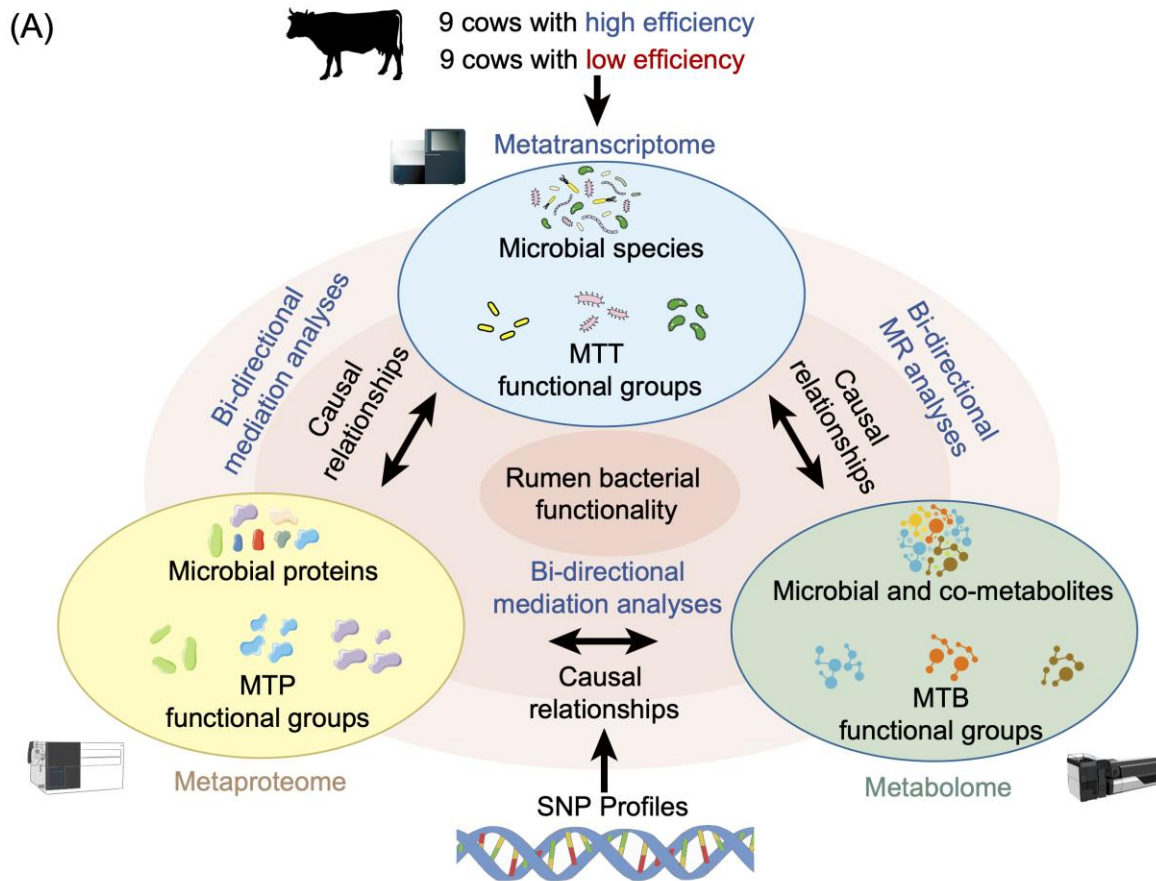 (A)
9 cows with high efficiency
9 cows with low efficiency
Metatranscriptome
Microbial species
MTT
functional groups
Bi-directional
mediation analyses
Causal
relationships
Bi-directional
MR analyses
Causal
relationships
Rumen bacterial
functionality
Microbial proteins
MTP
functional groups
Metaproteome
Bi-directional
mediation analyses
Causal
relationships
Microbial and co-metabolites
MTB
functional groups
Metabolome
SNP Profiles